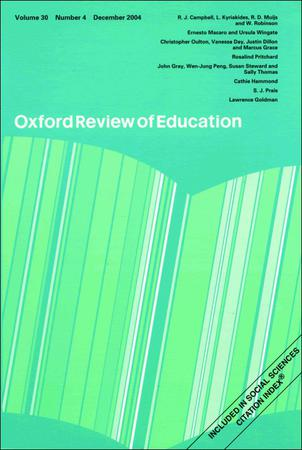 Volume 30 Number 4 December 2004
R. J. Campbell, L. Kyriakides, R. D. Muijs
and W. Robinson
Ernesto Macaro and Ursula Wingate
Christopher Oulton, Vanessa Day, Justin Dillon
and Marcus Grace
Rosalind Pritchard
John Gray, Wen-Jung Peng, Susan Steward and
Sally Thomas
Cathie Hammond
S. J. Prais
Lawrence Goldman
Oxford Review of Education
INCLUDED IN SOCIAL SCIENCES
CITATION INDEX®